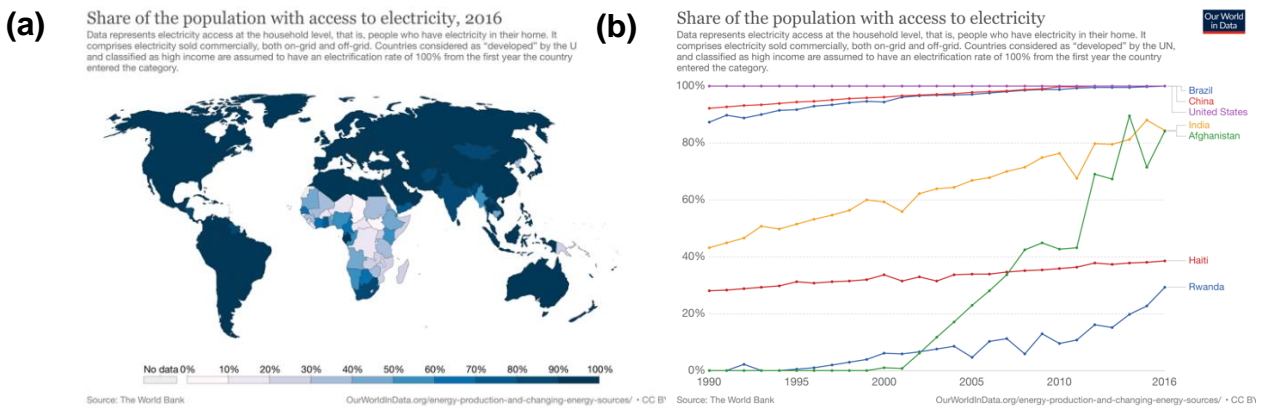 (a)
Share of the population with access to electricity, 2016
Data represents electricity access at the household level, that is, people who have electricity in their home. It
comprises electricity sold commercially, both on-grid and off-grid. Countries considered as "developed" by the U
and classified as high income are assumed to have an electrification rate of 100% from the first year the country
entered the category.
No data 0% 10% 20% 30% 40% 50% 60% 70% 80% 90% 100%
Source: The World Bank
OurWorldInData.org/energy-production-and-changing-energy-sources/ • CC BY
(b)
Share of the population with access to electricity
Our World
in Data
Data represents electricity access at the household level, that is, people who have electricity in their home. It
comprises electricity sold commercially, both on-grid and off-grid. Countries considered as "developed" by the UN,
and classified as high income are assumed to have an electrification rate of 100% from the first year the country
entered the category.
100%
80%
60%
40%
20%
0%
Brazil
China
United States
India
Afghanistan
Haiti
Rwanda
1990 1995 2000 2005 2010 2016
Source: The World Bank
OurWorldInData.org/energy-production-and-changing-energy-sources/ • CC BY